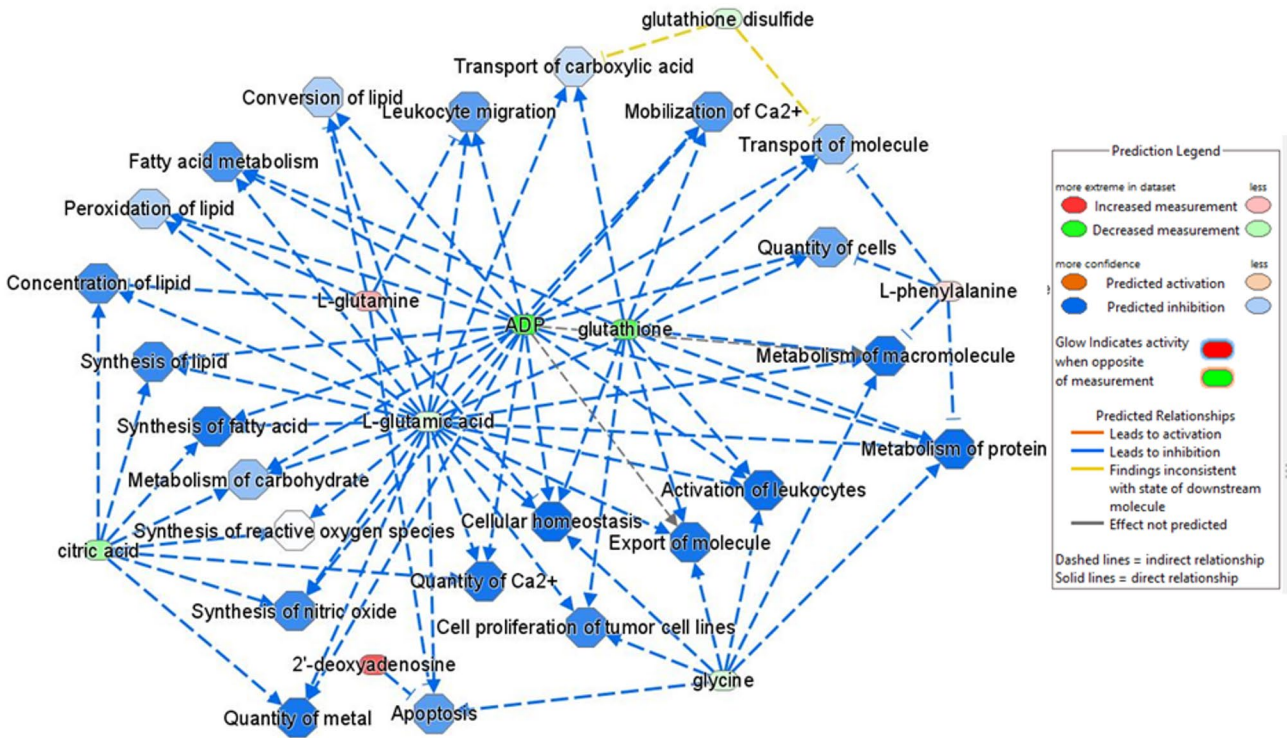 glutathione disulfide
Transport of carboxylic acid
Conversion of lipid
Leukocyte migration
Mobilization of Ca2+
Transport of molecule
Fatty acid metabolism
Peroxidation of lipid
Quantity of cells
Concentration of lipid
L-glutamine
L-phenylalanine
ADP
glutathione
Metabolism of macromolecule
Synthesis of lipid
Synthesis of fatty acid
L-glutamic acid
Metabolism of protein
Metabolism of carbohydrate
Activation of leukocytes
Synthesis of reactive oxygen species
Cellular homeostasis
Export of molecule
citric acid
Quantity of Ca2+
Synthesis of nitric oxide
Cell proliferation of tumor cell lines
2'-deoxyadenosine
glycine
Quantity of metal
Apoptosis
Prediction Legend
more extreme in dataset less
Increased measurement
Decreased measurement
more confidence less
Predicted activation
Predicted inhibition
Glow Indicates activity
when opposite
of measurement
Predicted Relationships
Leads to activation
Leads to inhibition
Findings inconsistent
with state of downstream
molecule
Effect not predicted
Dashed lines = indirect relationship
Solid lines = direct relationship